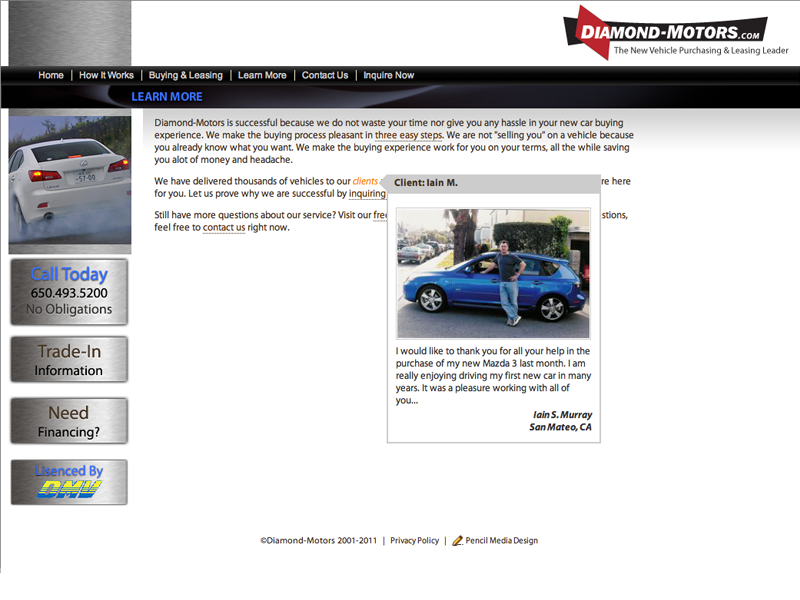 DIAMOND-MOTORS.COM
The New Vehicle Purchasing & Leasing Leader
Home | How It Works | Buying & Leasing | Learn More | Contact Us | Inquire Now
LEARN MORE
Diamond-Motors is successful because we do not waste your time nor give you any hassle in your new car buying
experience. We make the buying process pleasant in three easy steps. We are not "selling you" on a vehicle because
you already know what you want. We make the buying experience work for you on your terms, all the while saving
you alot of money and headache.
We have delivered thousands of vehicles to our clients re here
for you. Let us prove why we are successful by inquiring
Still have more questions about our service? Visit our stions,
feel free to contact us right now.
Client: Iain M.
I would like to thank you for all your help in the
purchase of my new Mazda 3 last month. I am
really enjoying driving my first new car in many
years. It was a pleasure working with all of
you...
Iain S. Murray
San Mateo, CA
Call Today
650.493.5200
No Obligations
Trade-In
Information
Need
Financing?
Lisenced By
DMV
©Diamond-Motors 2001-2011 | Privacy Policy | Pencil Media Design